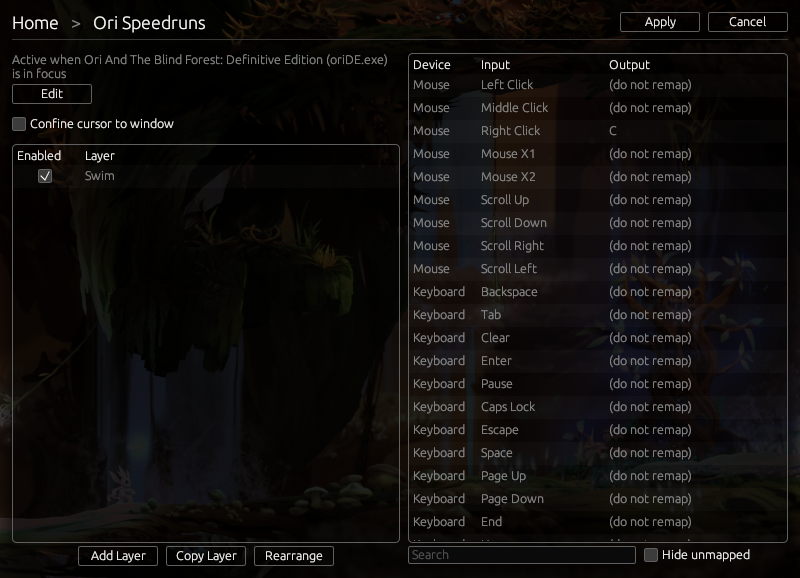 Home > Ori Speedruns
Apply
Cancel
Active when Ori And The Blind Forest: Definitive Edition (oriDE.exe)
is in focus
Edit
Confine cursor to window
Enabled Layer
Swim
Add Layer
Copy Layer
Rearrange
Device Input Output
Mouse Left Click (do not remap)
Mouse Middle Click (do not remap)
Mouse Right Click C
Mouse Mouse X1 (do not remap)
Mouse Mouse X2 (do not remap)
Mouse Scroll Up (do not remap)
Mouse Scroll Down (do not remap)
Mouse Scroll Right (do not remap)
Mouse Scroll Left (do not remap)
Keyboard Backspace (do not remap)
Keyboard Tab (do not remap)
Keyboard Clear (do not remap)
Keyboard Enter (do not remap)
Keyboard Pause (do not remap)
Keyboard Caps Lock (do not remap)
Keyboard Escape (do not remap)
Keyboard Space (do not remap)
Keyboard Page Up (do not remap)
Keyboard Page Down (do not remap)
Keyboard End (do not remap)
Search
Hide unmapped